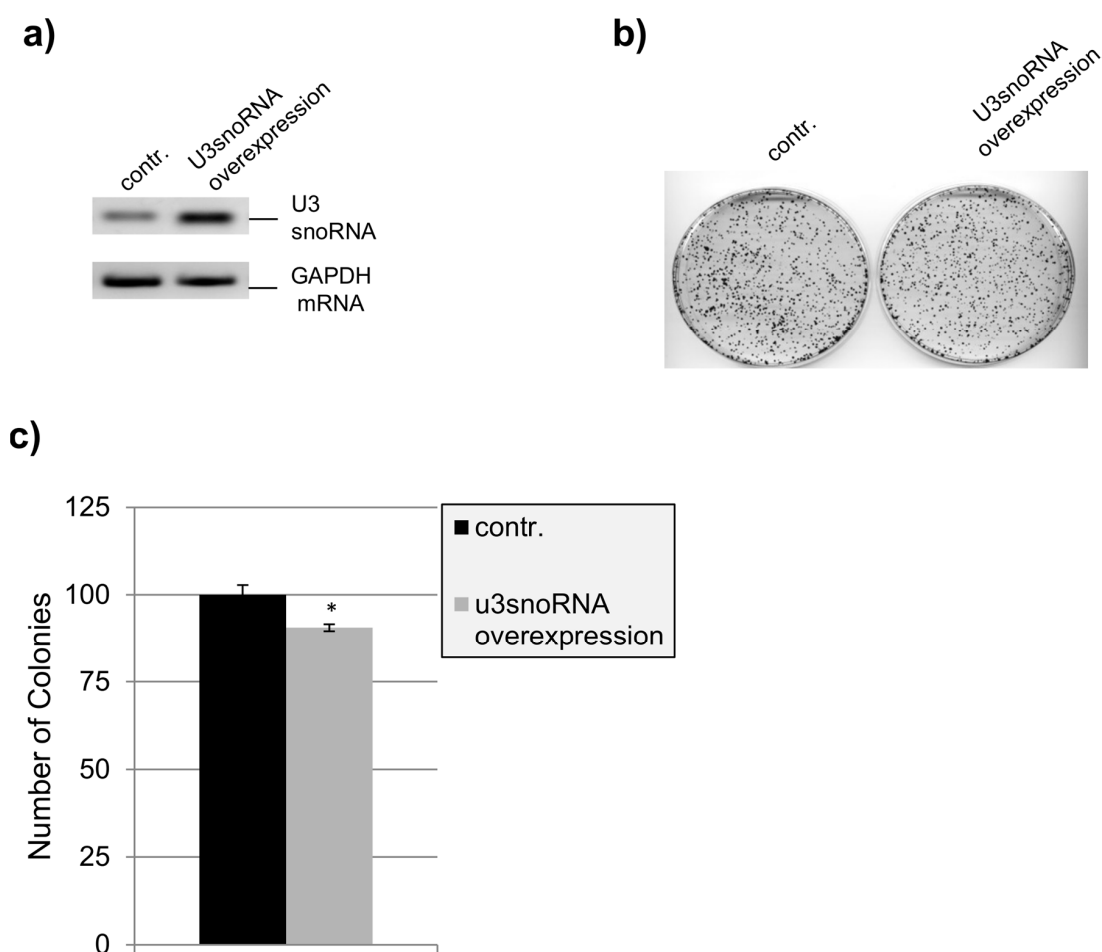 a)
contr.
U3snoRNA
overexpression
U3
snoRNA
GAPDH
mRNA
b)
contr.
U3snoRNA
overexpression
c)
125
100
75
50
25
0
Number of Colonies
*
contr.
u3snoRNA
overexpression